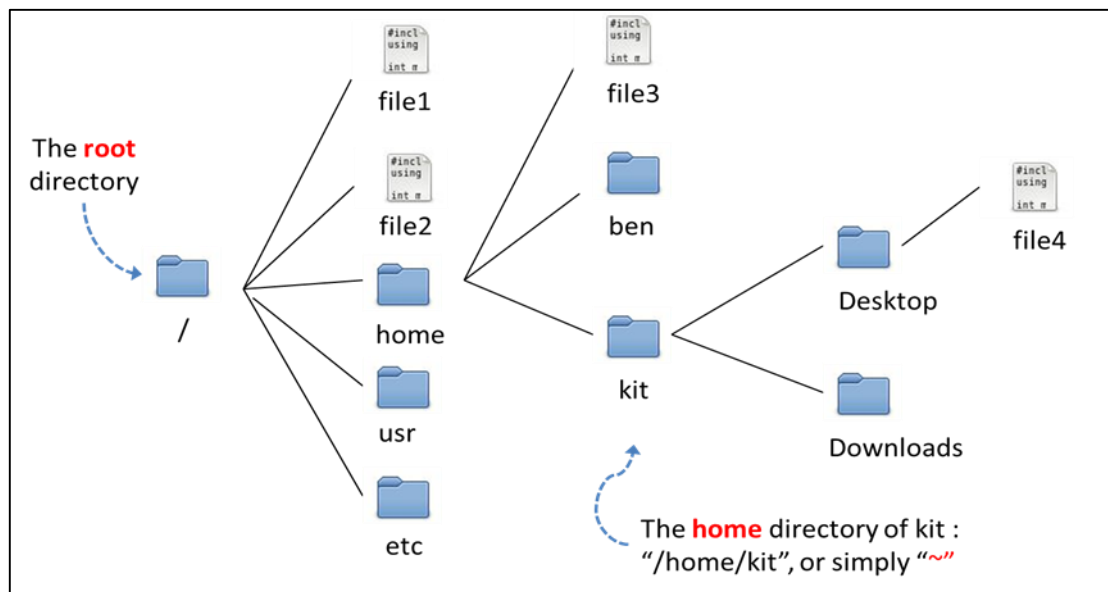 #incl
using
int m
file1
#incl
using
int m
file3
The root
directory
#incl
using
int m
file2
ben
#incl
using
int m
file4
/
home
Desktop
kit
usr
Downloads
etc
The home directory of kit :
“/home/kit”, or simply “~”